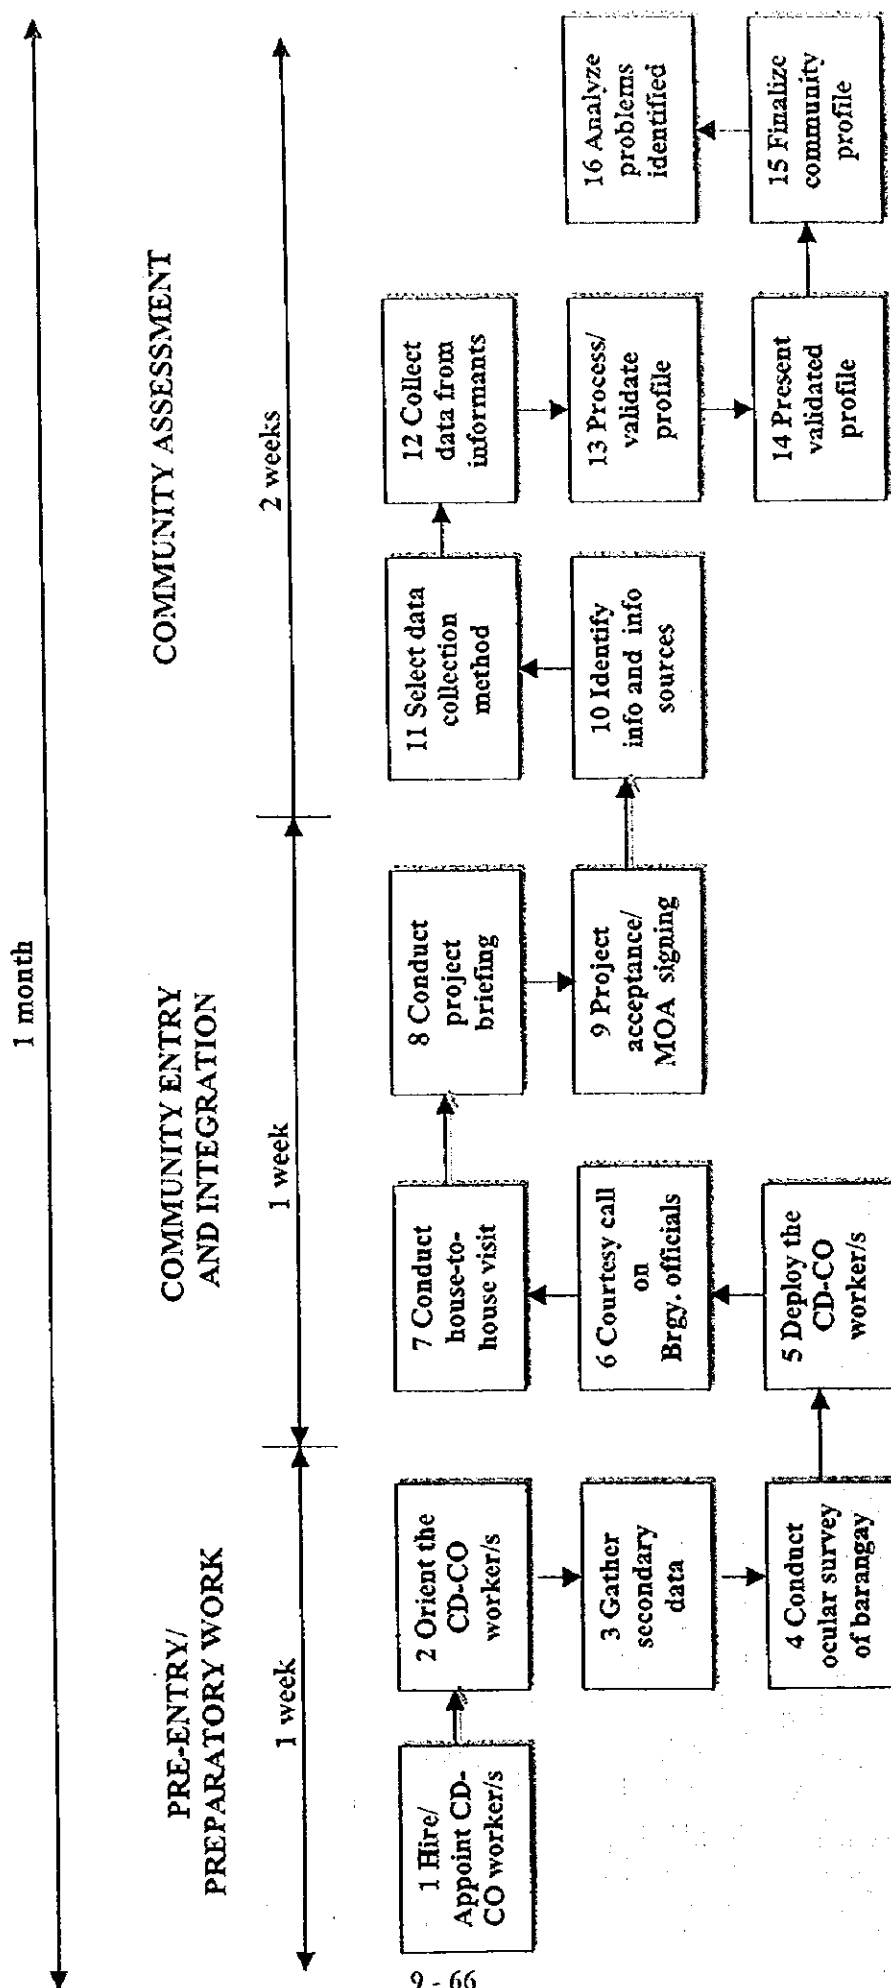 1 month
PRE-ENTRY/
PREPARATORY WORK
COMMUNITY ENTRY
AND INTEGRATION
COMMUNITY ASSESSMENT
1 week
1 week
2 weeks
1 Hire/
Appoint CD-
CO worker/s
2 Orient the
CD-CO
worker/s
3 Gather
secondary
data
4 Conduct
ocular survey
of barangay
5 Deploy the
CD-CO
worker/s
6 Courtesy call
on
Brgy. officials
7 Conduct
house-to-
house visit
8 Conduct
project
briefing
9 Project
acceptance/
MOA signing
10 Identify
info and info
sources
11 Select data
collection
method
12 Collect
data from
informants
13 Process/
validate
profile
14 Present
validated
profile
15 Finalize
community
profile
16 Analyze
problems
identified
9 - 66